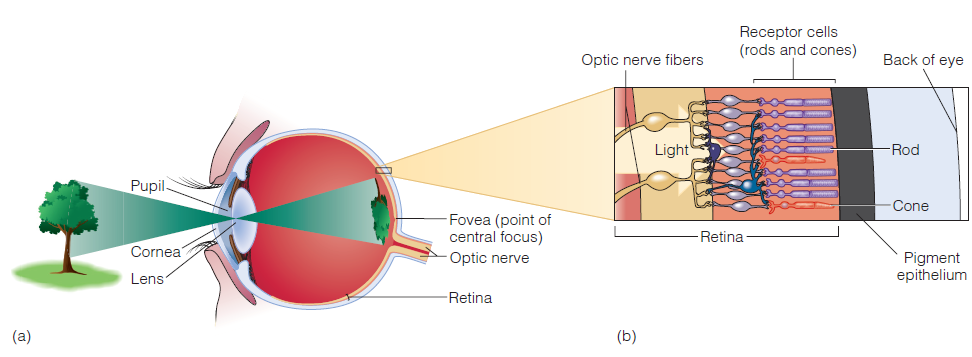 Pupil
Cornea
Lens
Fovea (point of
central focus)
Optic nerve
Retina
(a)
Optic nerve fibers
Receptor cells
(rods and cones)
Back of eye
Light
Rod
Cone
Retina
Pigment
epithelium
(b)